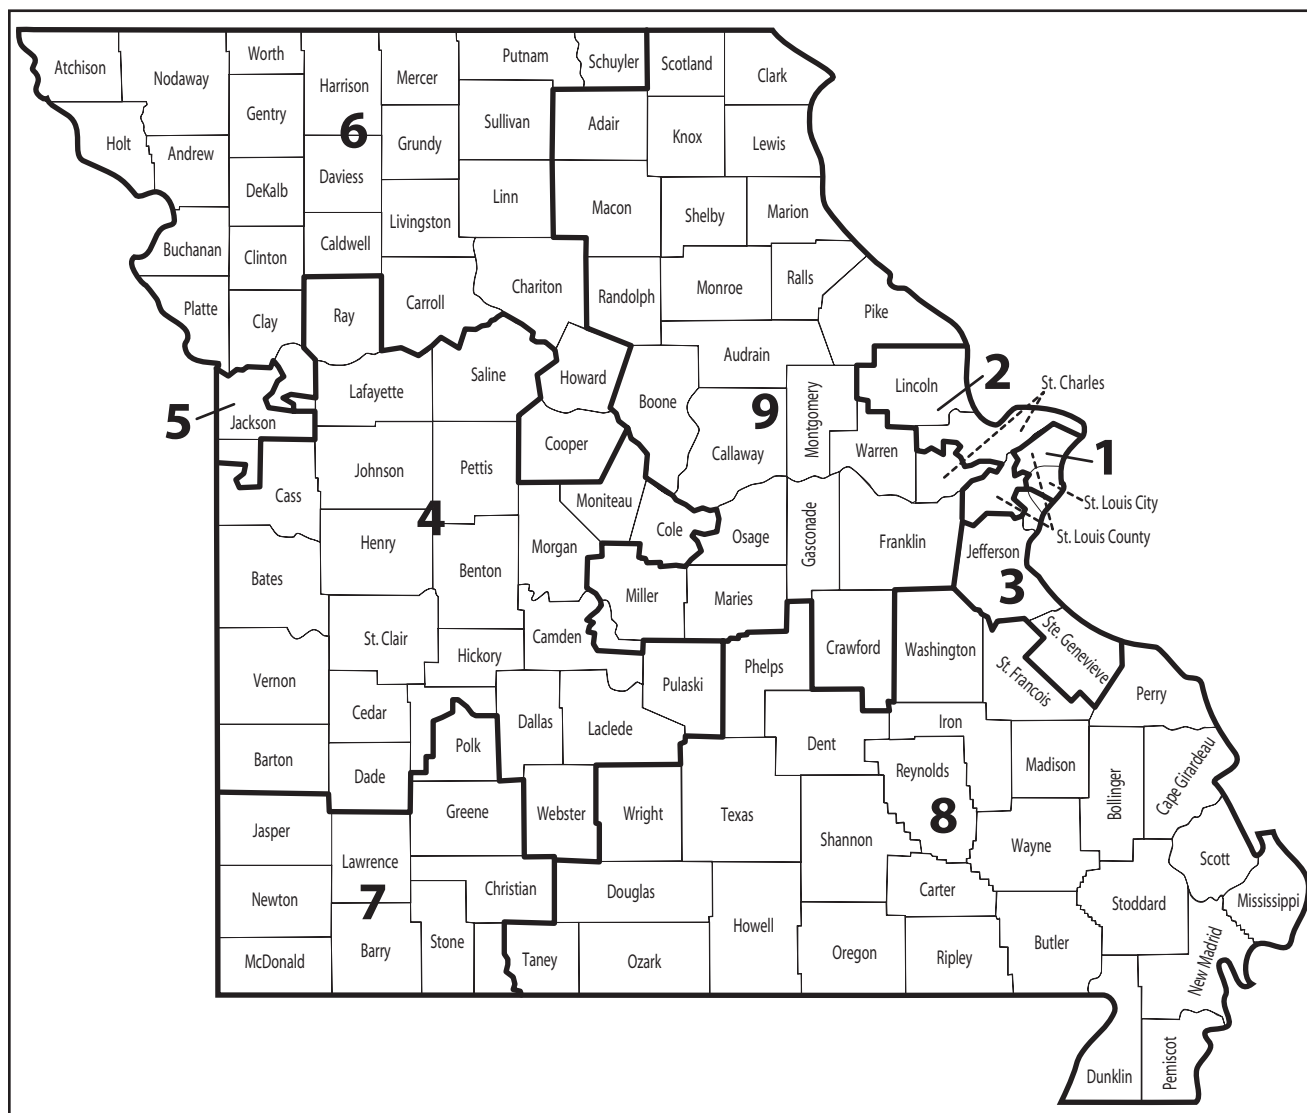 Atchison
Nodaway
Worth
Harrison
Mercer
Putnam
Schuyler
Scotland
Clark
Holt
Andrew
Gentry
6
Grundy
Sullivan
Adair
Knox
Lewis
DeKalb
Daviess
Livingston
Linn
Macon
Shelby
Marion
Buchanan
Clinton
Caldwell
Platte
Clay
Ray
Carroll
Chariton
Randolph
Monroe
Ralls
Pike
Audrain
5
Jackson
Lafayette
Saline
Howard
Boone
9
Montgomery
Lincoln
2
St. Charles
Cass
Johnson
Pettis
Cooper
Callaway
Warren
1
St. Louis City
St. Louis County
4
Moniteau
Cole
Osage
Gasconade
Franklin
Jefferson
3
Bates
Henry
Benton
Morgan
Miller
Maries
Vernon
St. Clair
Hickory
Camden
Pulaski
Phelps
Crawford
Washington
St. Francois
Ste. Genevieve
Perry
Barton
Cedar
Dade
Polk
Dallas
Laclede
Dent
Iron
Reynolds
Madison
Bollinger
Cape Girardeau
Jasper
Lawrence
Greene
Webster
Wright
Texas
Shannon
8
Wayne
Scott
Mississippi
Newton
7
Christian
Douglas
Howell
Carter
Stoddard
McDonald
Barry
Stone
Taney
Ozark
Oregon
Ripley
Butler
New Madrid
Dunklin
Pemiscot